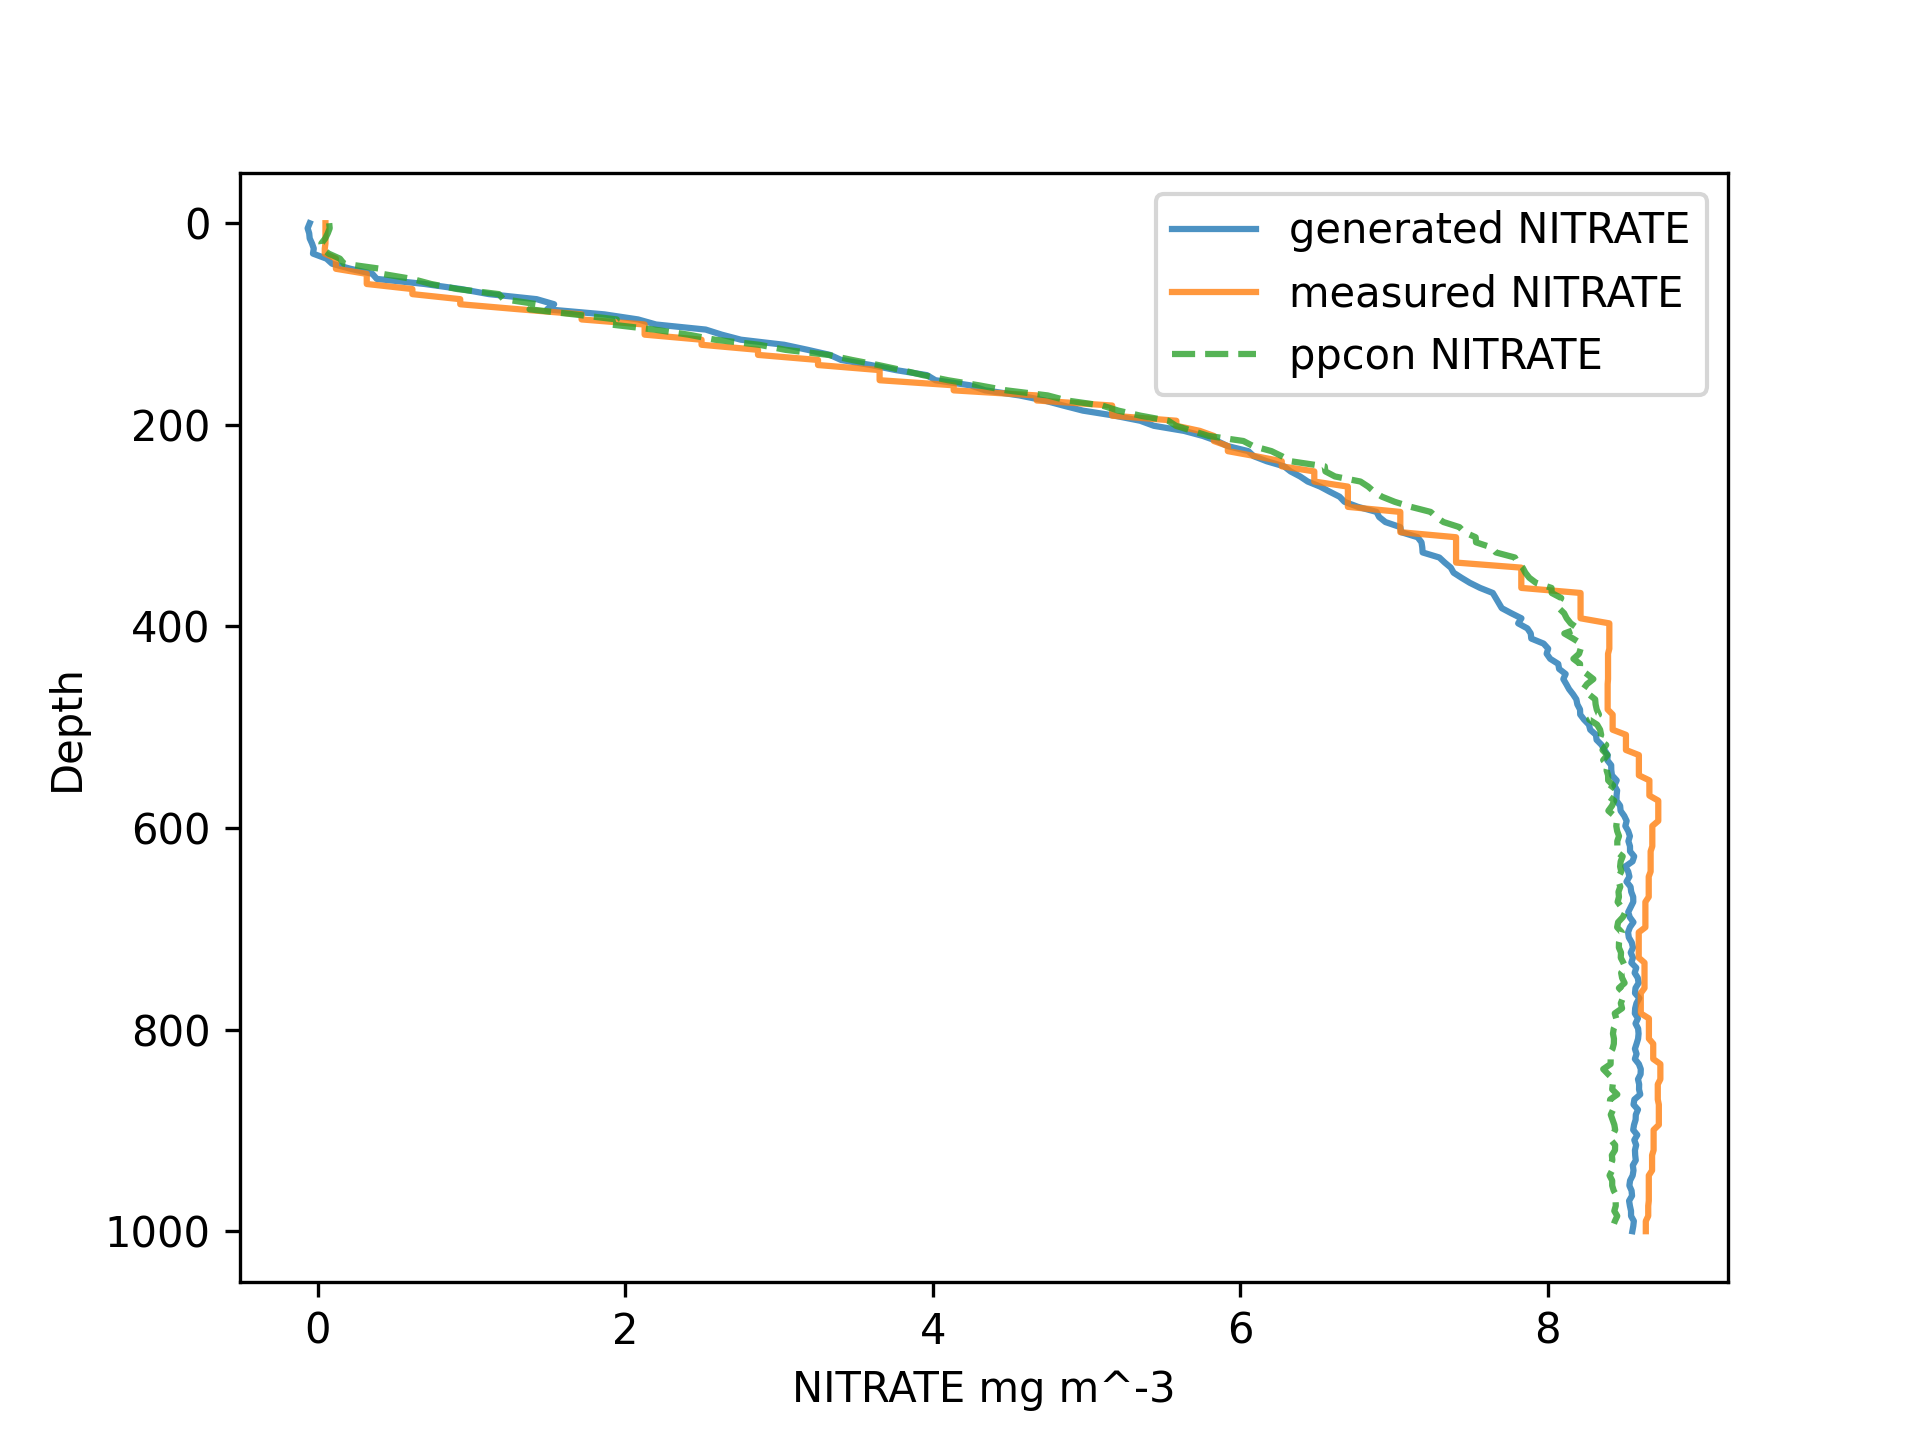 generated NITRATE
measured NITRATE
ppcon NITRATE
0
200
400
600
800
1000
Depth
0 2 4 6 8
NITRATE mg m^-3